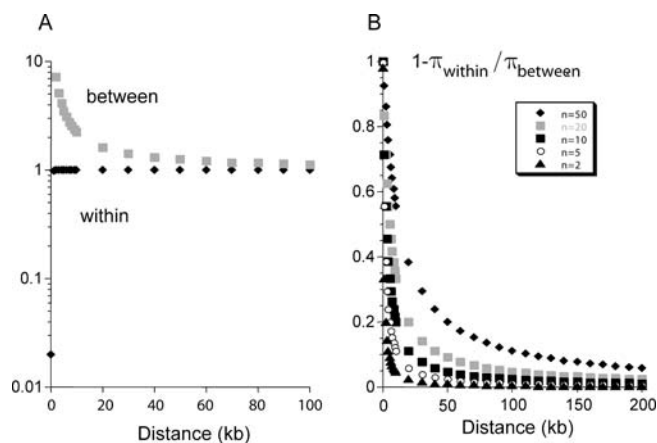 A
10
1
0.1
0.01
between
within
0 20 40 60 80 100
Distance (kb)
B
1-πwithin/πbetween
1
0.8
0.6
0.4
0.2
0
n=50
n=20
n=10
n=5
n=2
0 50 100 150 200
Distance (kb)